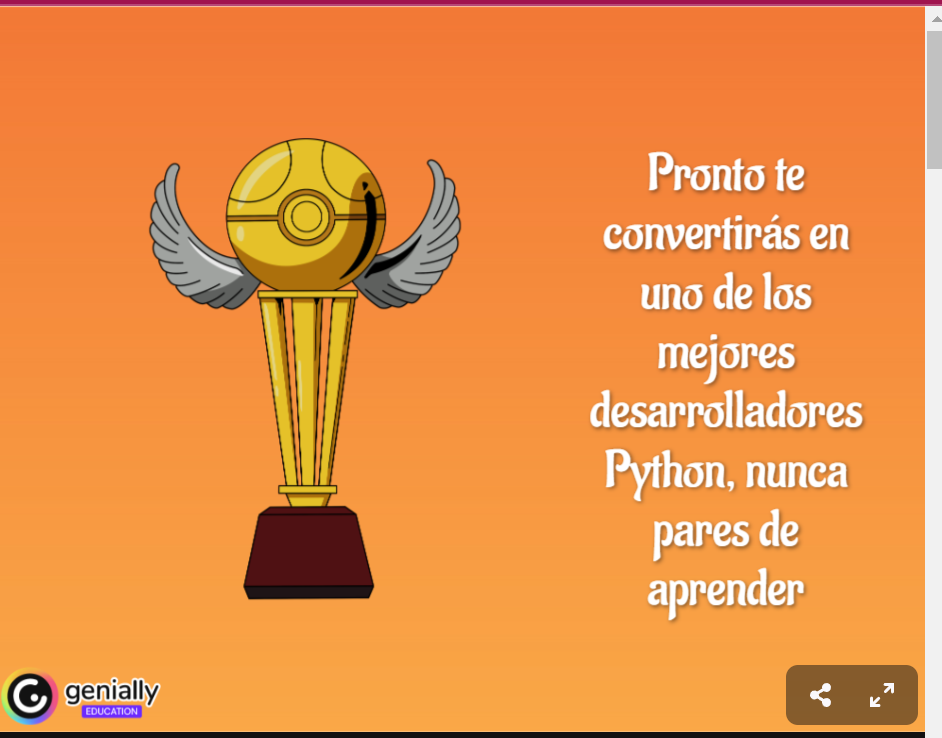 Pronto te
convertirás en
uno de los
mejores
desarrolladores
Python, nunca
pares de
aprender
genially
EDUCATION